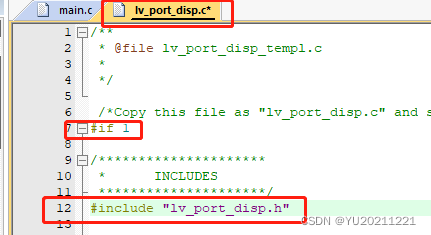 main.c lv_port_disp.c*
1 /**
2 * @file lv_port_disp_templ.c
3 *
4 */
5
6 /*Copy this file as "lv_port_disp.c" and s
7 #if 1
8
9 /*********************
10 * INCLUDES
11 *********************/
12 #include "lv_port_disp.h"
13
CSDN @YU20211221